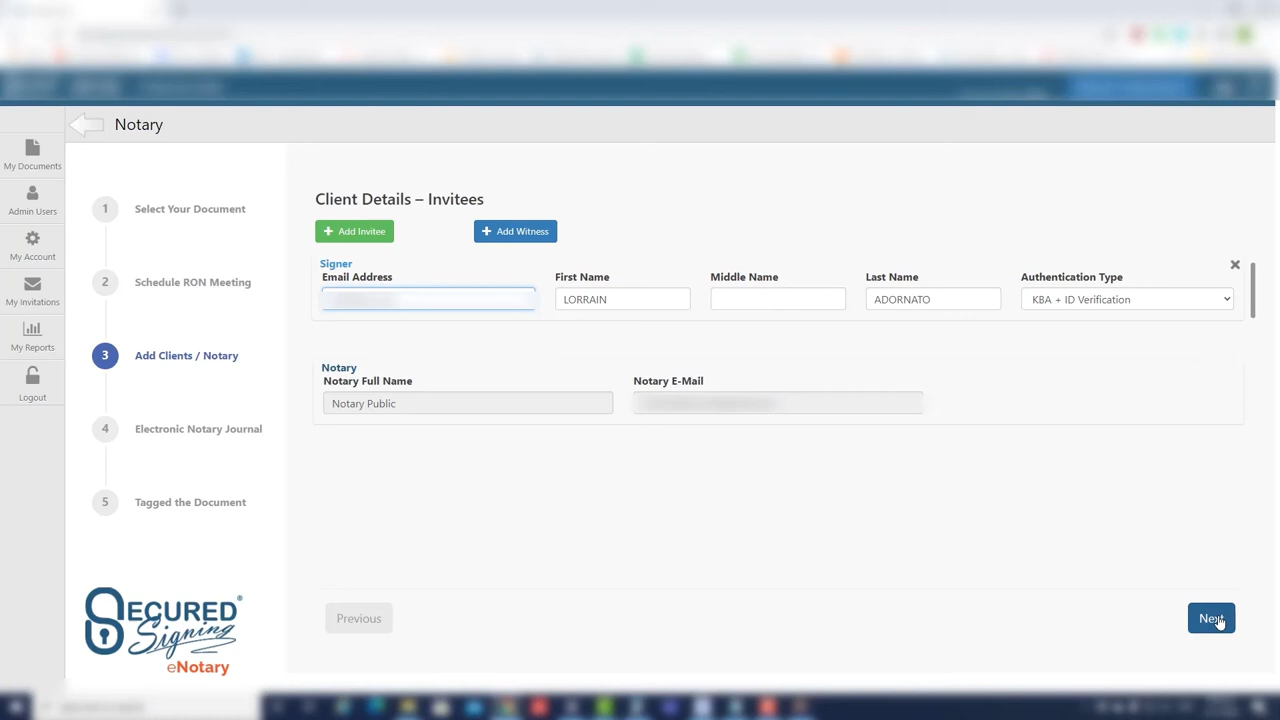 Notary
My Documents
Admin Users
My Account
My Invitations
My Reports
Logout
1 Select Your Document
2 Schedule RON Meeting
3 Add Clients / Notary
4 Electronic Notary Journal
5 Tagged the Document
SECURED®
Signing
eNotary
Client Details – Invitees
+ Add Invitee + Add Witness
Signer
Email Address First Name Middle Name Last Name Authentication Type
LORRAIN ADORNATO KBA + ID Verification
Notary
Notary Full Name Notary E-Mail
Notary Public
Previous Next